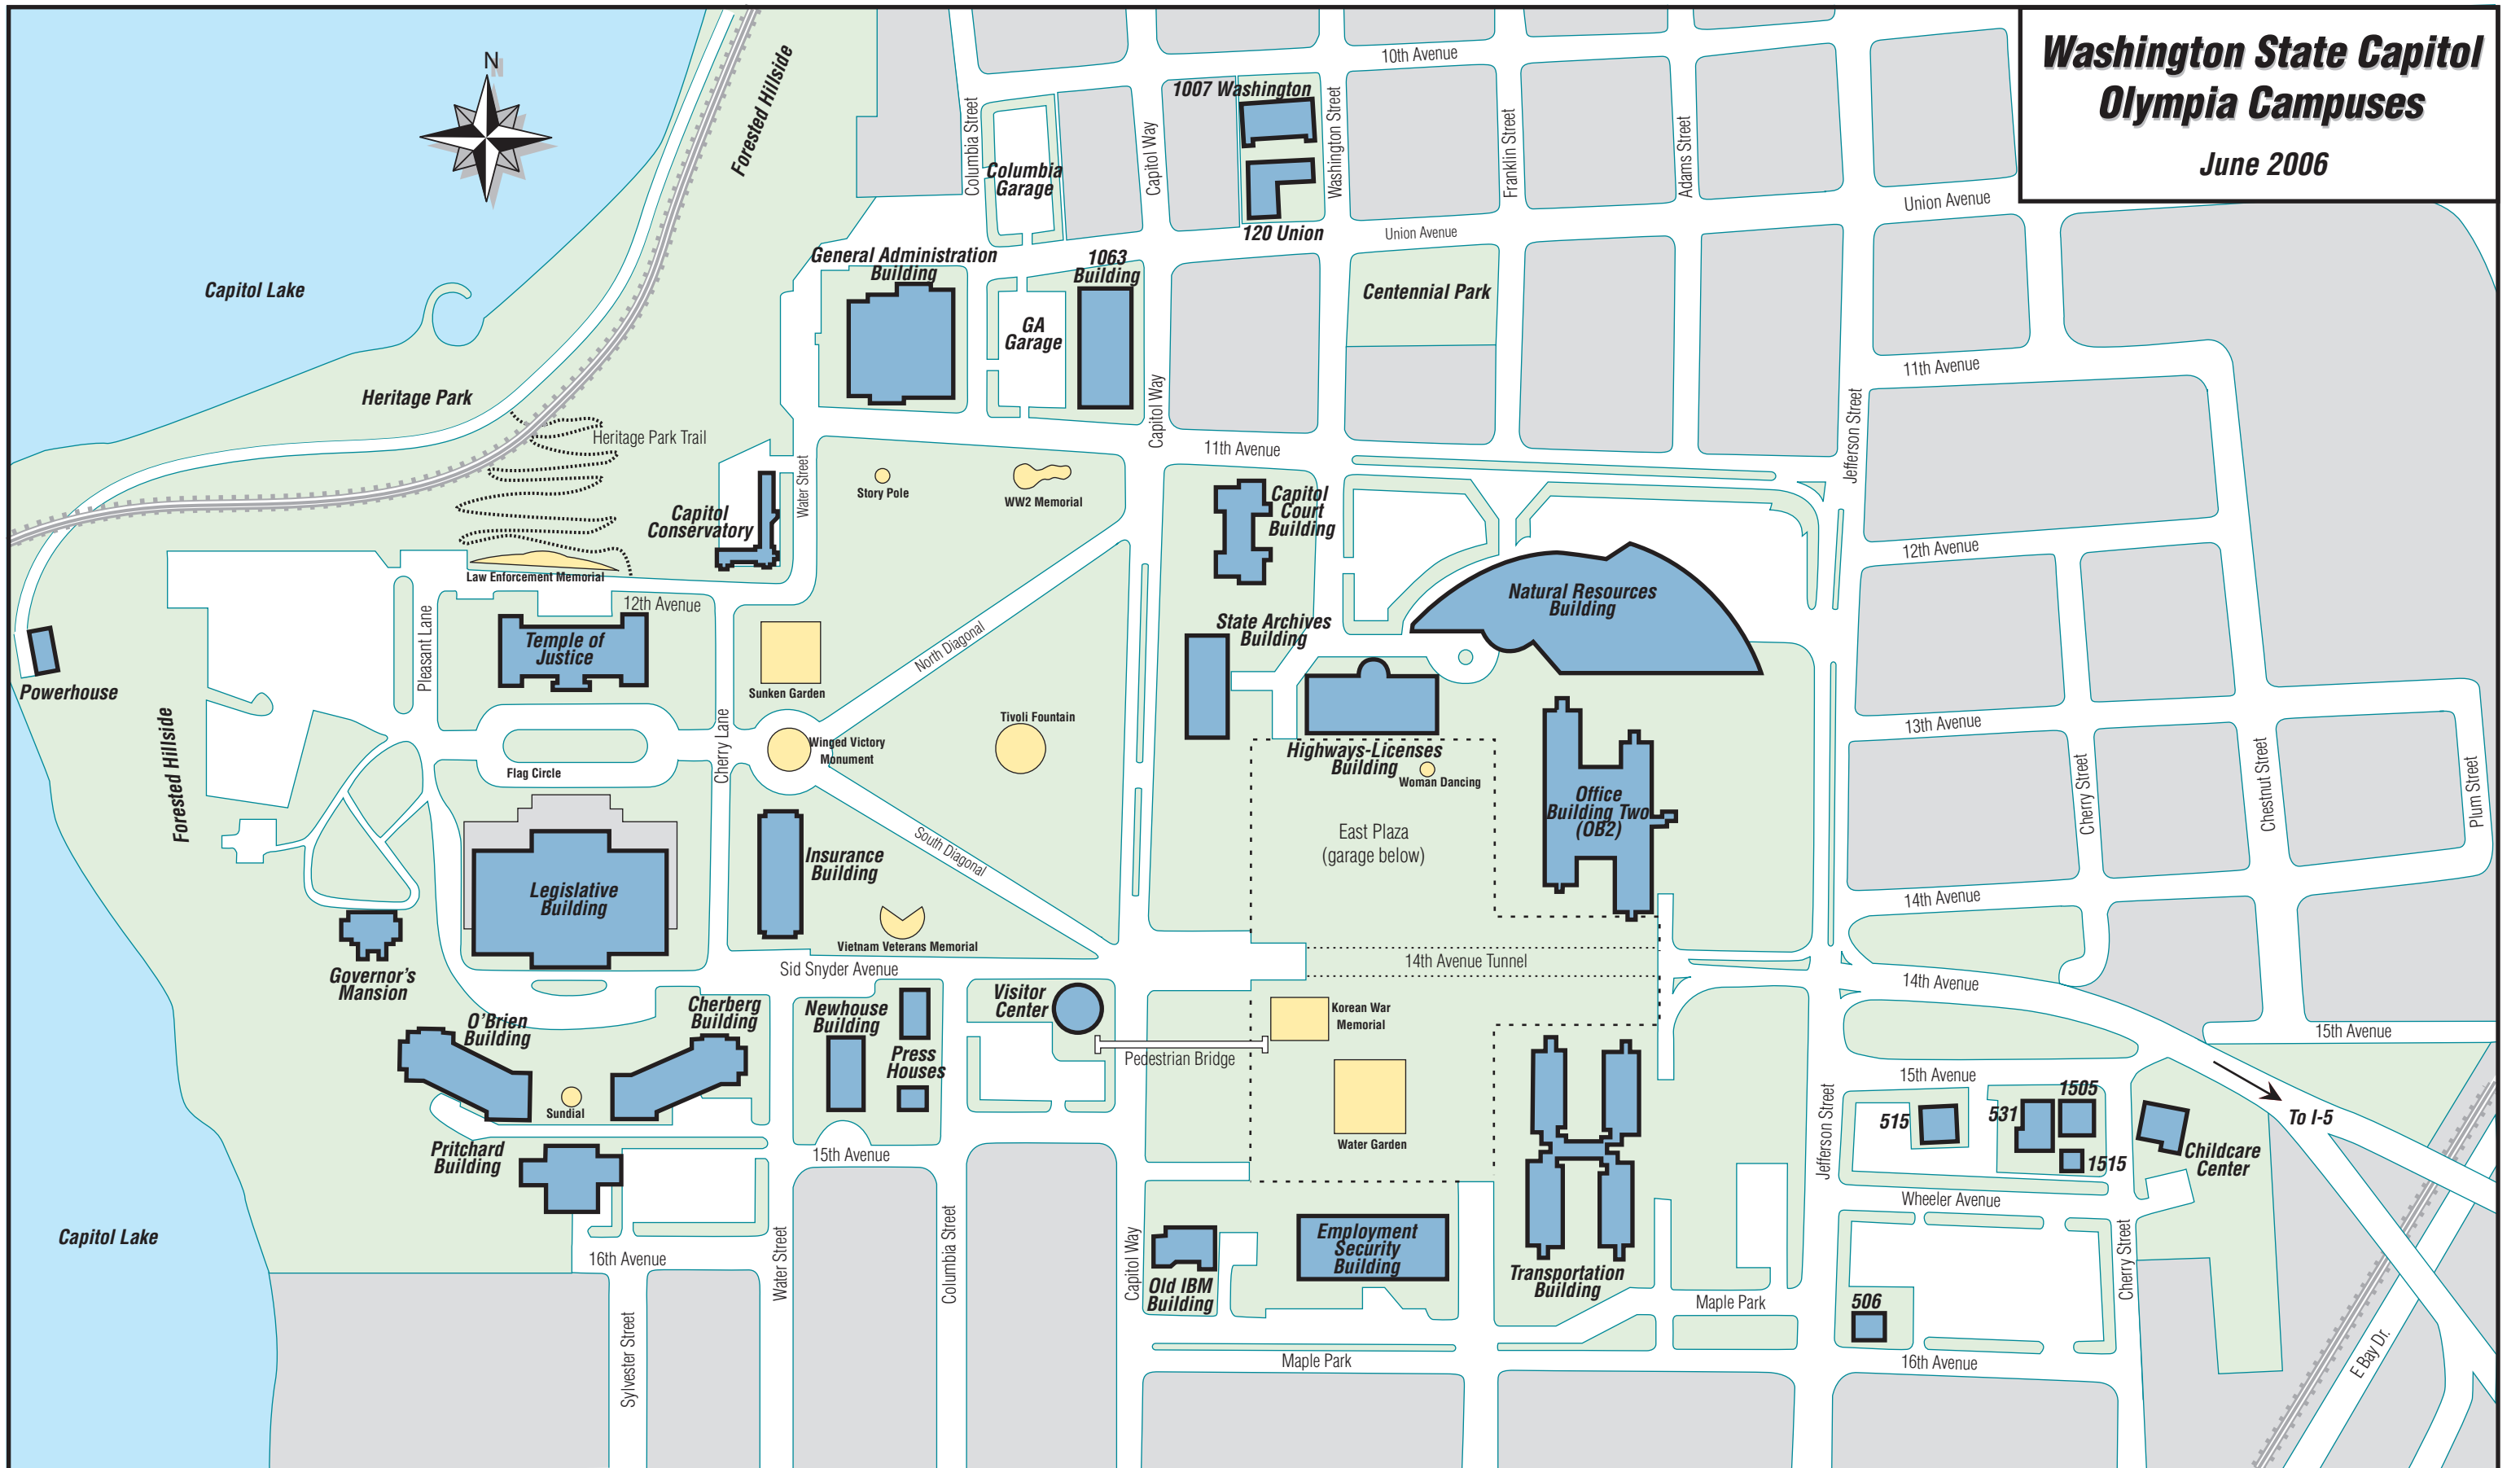 Washington State Capitol
Olympia Campuses
June 2006
N
Forested Hillside
10th Avenue
1007 Washington
Columbia Street
Capitol Way
Washington Street
Franklin Street
Adams Street
Columbia
Garage
Union Avenue
120 Union
Union Avenue
General Administration
Building
1063
Building
Capitol Lake
Centennial Park
GA
Garage
11th Avenue
Heritage Park
Capitol Way
Jefferson Street
Heritage Park Trail
11th Avenue
Water Street
Story Pole
WW2 Memorial
Capitol
Court
Building
Capitol
Conservatory
12th Avenue
Law Enforcement Memorial
12th Avenue
Natural Resources
Building
Pleasant Lane
Temple of
Justice
North Diagonal
State Archives
Building
Powerhouse
Sunken Garden
Forested Hillside
Cherry Lane
Tivoli Fountain
13th Avenue
Winged Victory
Monument
Highways-Licenses
Building
Woman Dancing
Flag Circle
Cherry Street
Chestnut Street
Plum Street
Office
Building Two
(OB2)
East Plaza
(garage below)
South Diagonal
Insurance
Building
Legislative
Building
14th Avenue
Vietnam Veterans Memorial
Governor's
Mansion
Sid Snyder Avenue
14th Avenue Tunnel
14th Avenue
Visitor
Center
Korean War
Memorial
O'Brien
Building
Cherberg
Building
Newhouse
Building
15th Avenue
Press
Houses
Pedestrian Bridge
15th Avenue
Sundial
515
531
1505
To I-5
Jefferson Street
Water Garden
Pritchard
Building
15th Avenue
1515
Childcare
Center
Wheeler Avenue
Capitol Lake
16th Avenue
Water Street
Columbia Street
Capitol Way
Employment
Security
Building
Cherry Street
Old IBM
Building
Transportation
Building
Maple Park
506
Sylvester Street
Maple Park
16th Avenue
E Bay Dr.